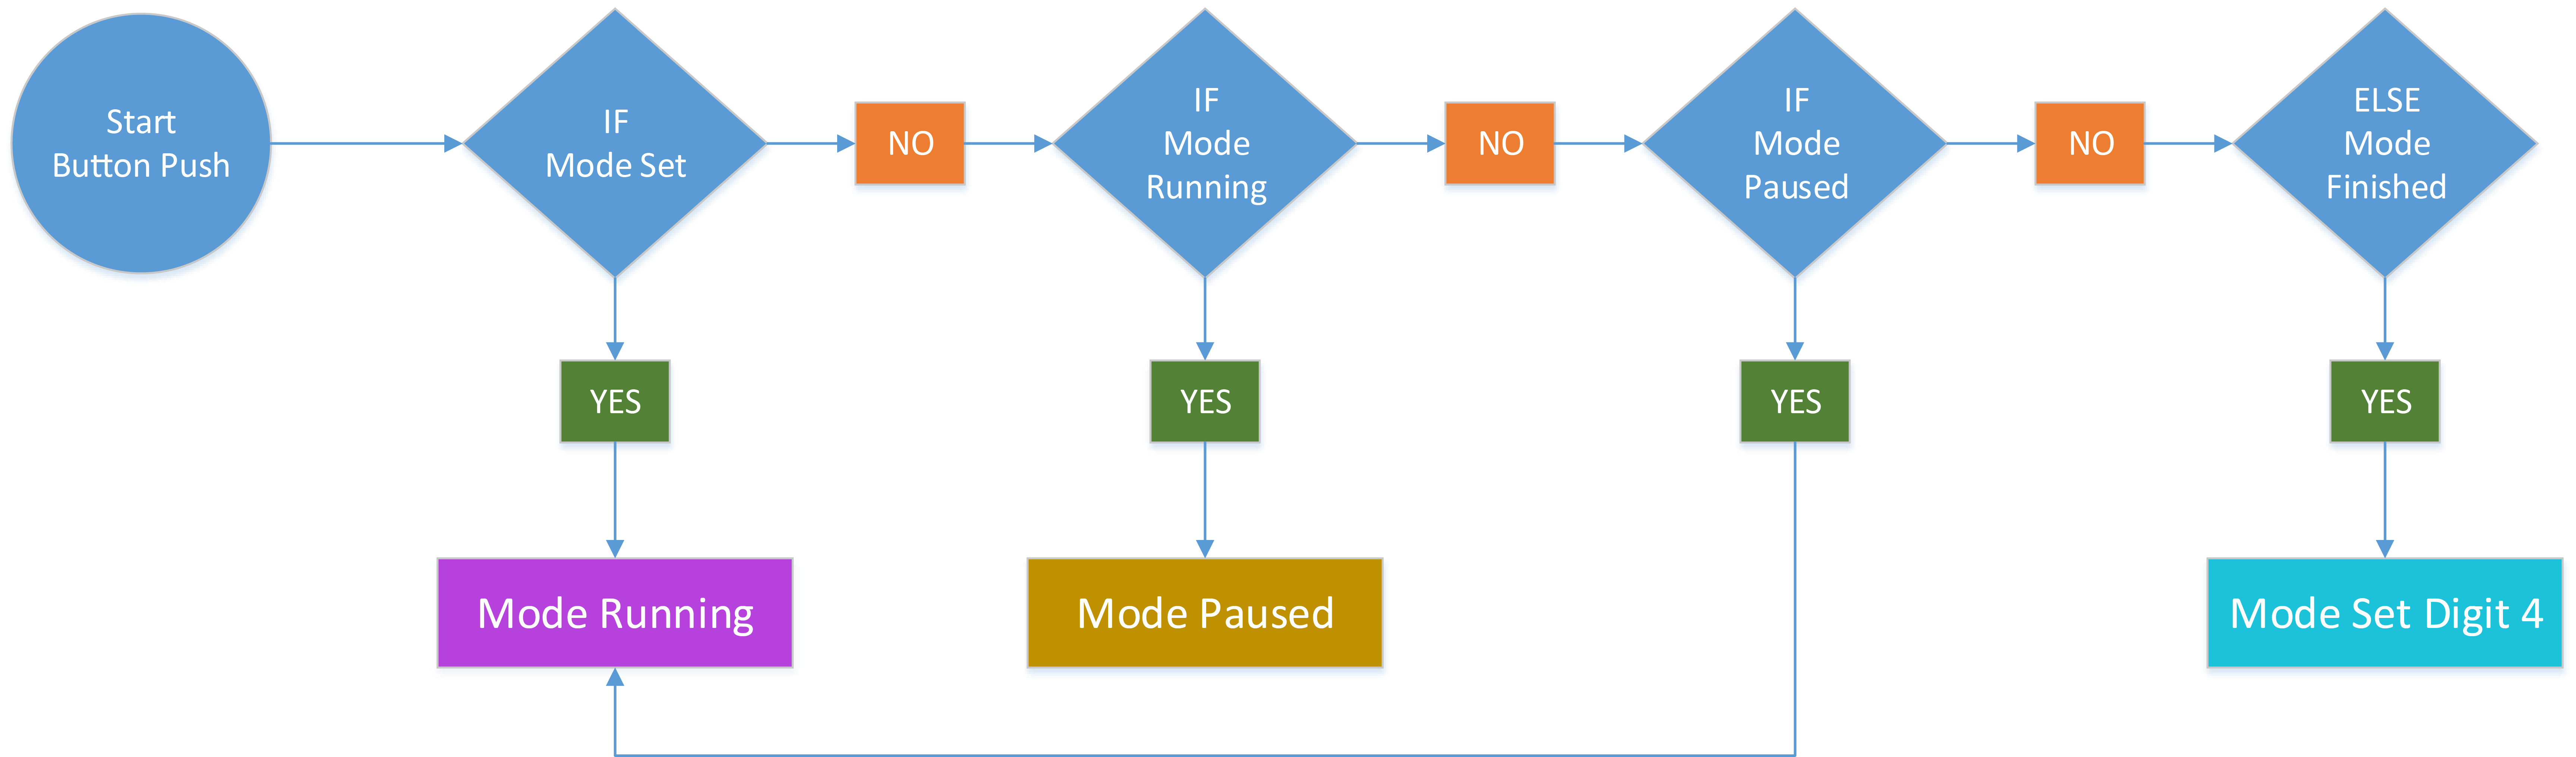 Start
Button Push
IF
Mode Set
NO
IF
Mode
Running
NO
IF
Mode
Paused
NO
ELSE
Mode
Finished
YES
YES
YES
YES
Mode Running
Mode Paused
Mode Set Digit 4